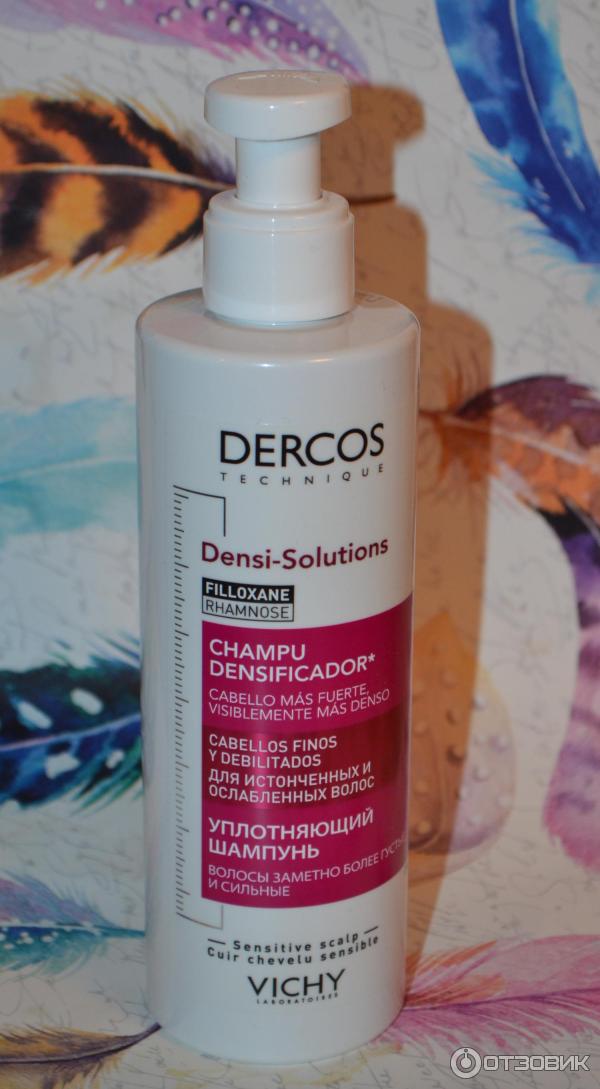 DERCOS
TECHNIQUE
Densi-Solutions
FILLOXANE
RHAMNOSE
CHAMPU
DENSIFICADOR*
CABELLO MÁS FUERTE,
VISIBLEMENTE MÁS DENSO
CABELLOS FINOS
Y DEBILITADOS
ДЛЯ ИСТОНЧЕННЫХ И
ОСЛАБЛЕННЫХ ВОЛОС
УПЛОТНЯЮЩИЙ
ШАМПУНЬ
ВОЛОСЫ ЗАМЕТНО БОЛЕЕ
И СИЛЬНЫЕ
Sensitive scalp
Cuir chevelu sensible
VICHY
LABORATOIRES
ОТЗОВИК